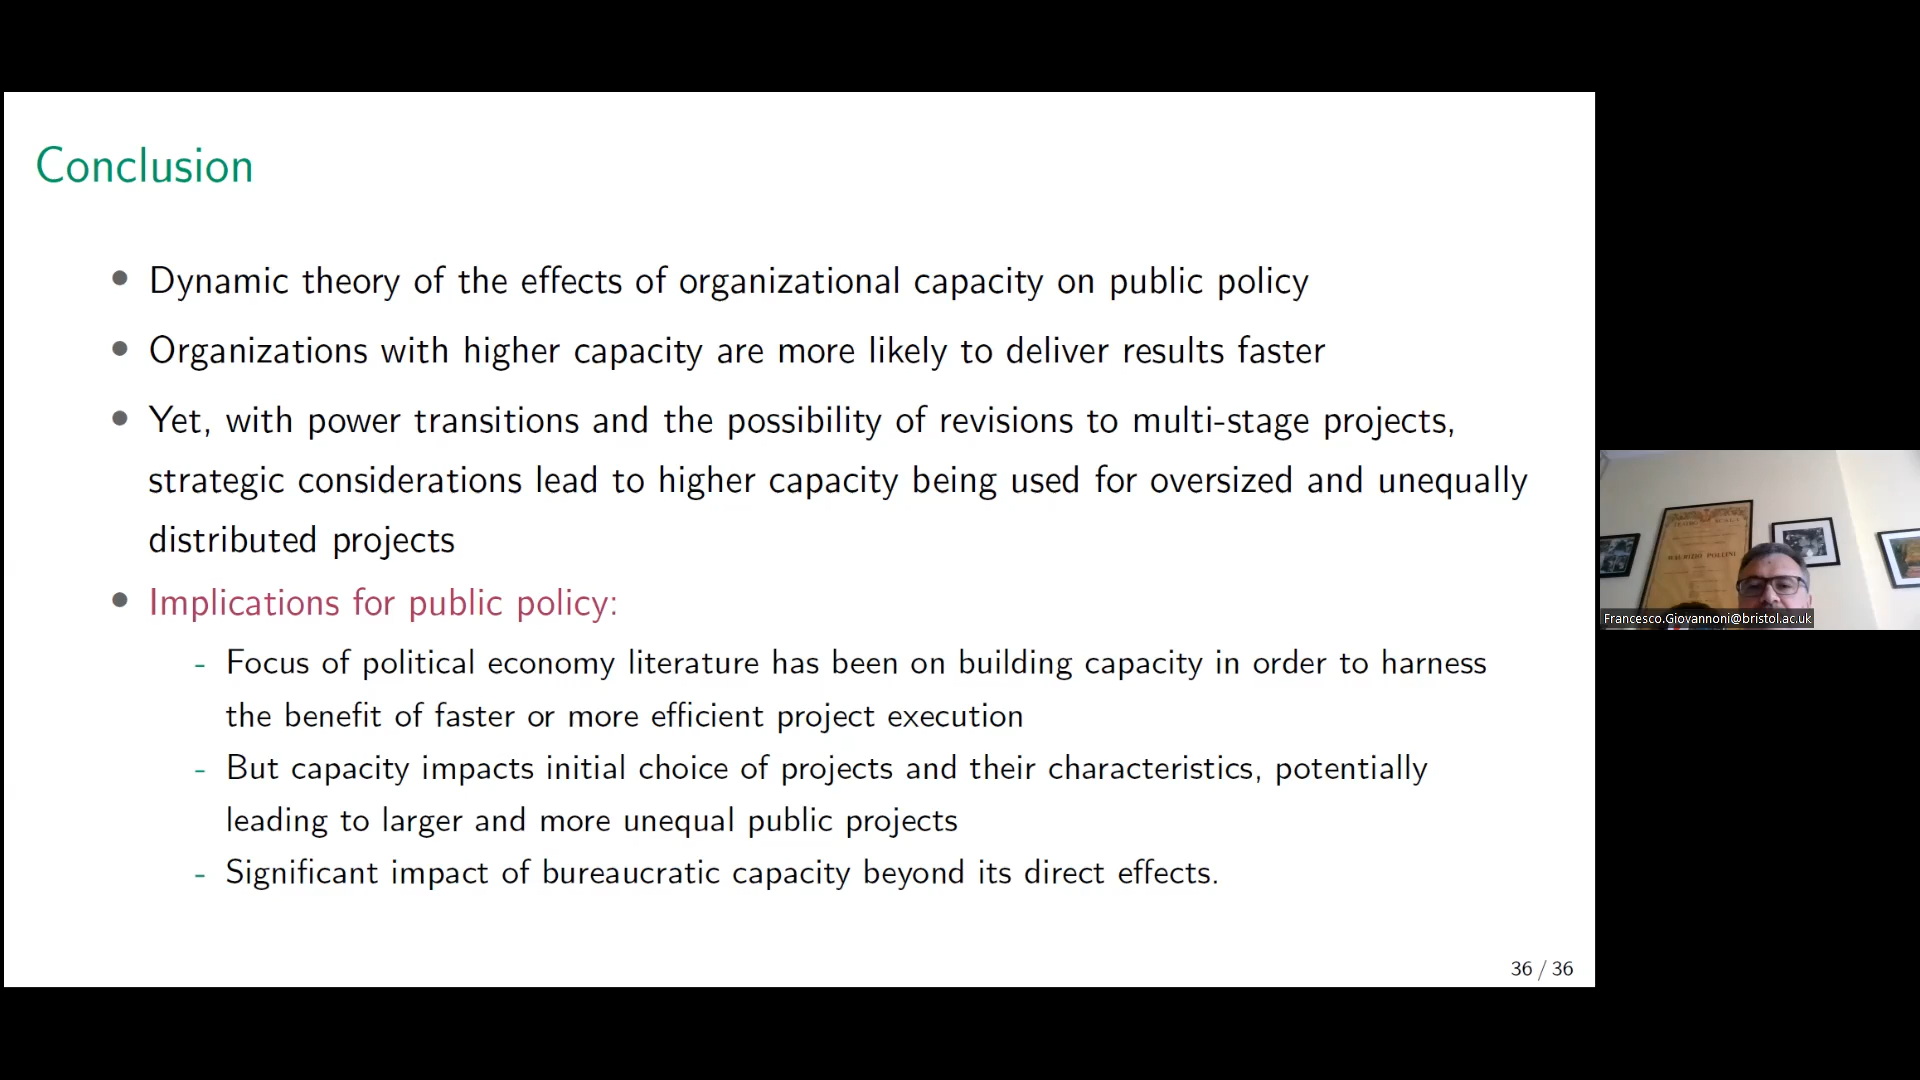 Conclusion
• Dynamic theory of the effects of organizational capacity on public policy
• Organizations with higher capacity are more likely to deliver results faster
• Yet, with power transitions and the possibility of revisions to multi-stage projects,
strategic considerations lead to higher capacity being used for oversized and unequally
distributed projects
• Implications for public policy:
- Focus of political economy literature has been on building capacity in order to harness
the benefit of faster or more efficient project execution
- But capacity impacts initial choice of projects and their characteristics, potentially
leading to larger and more unequal public projects
- Significant impact of bureaucratic capacity beyond its direct effects.
36 / 36
MAURIZIO POLLINI
Francesco.Giovannoni@bristol.ac.uk